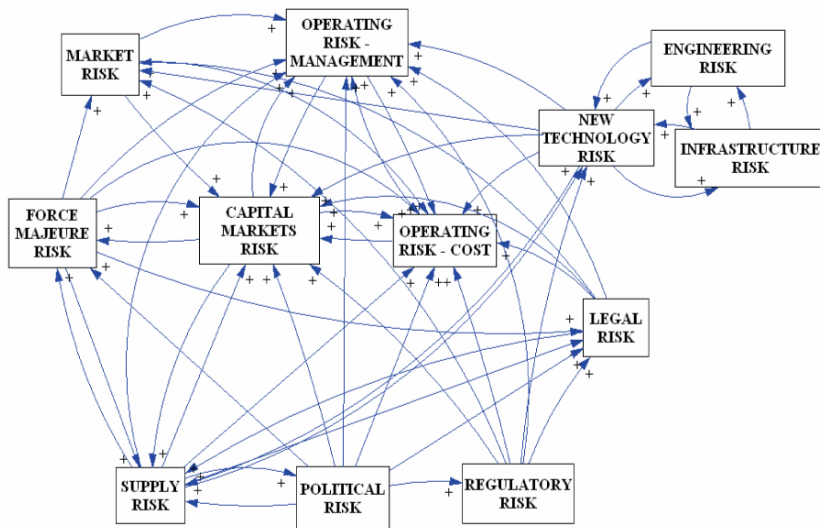 MARKET
RISK
OPERATING
RISK -
MANAGEMENT
ENGINEERING
RISK
NEW
TECHNOLOGY
RISK
INFRASTRUCTURE
RISK
FORCE
MAJEURE
RISK
CAPITAL
MARKETS
RISK
OPERATING
RISK - COST
LEGAL
RISK
SUPPLY
RISK
POLITICAL
RISK
REGULATORY
RISK